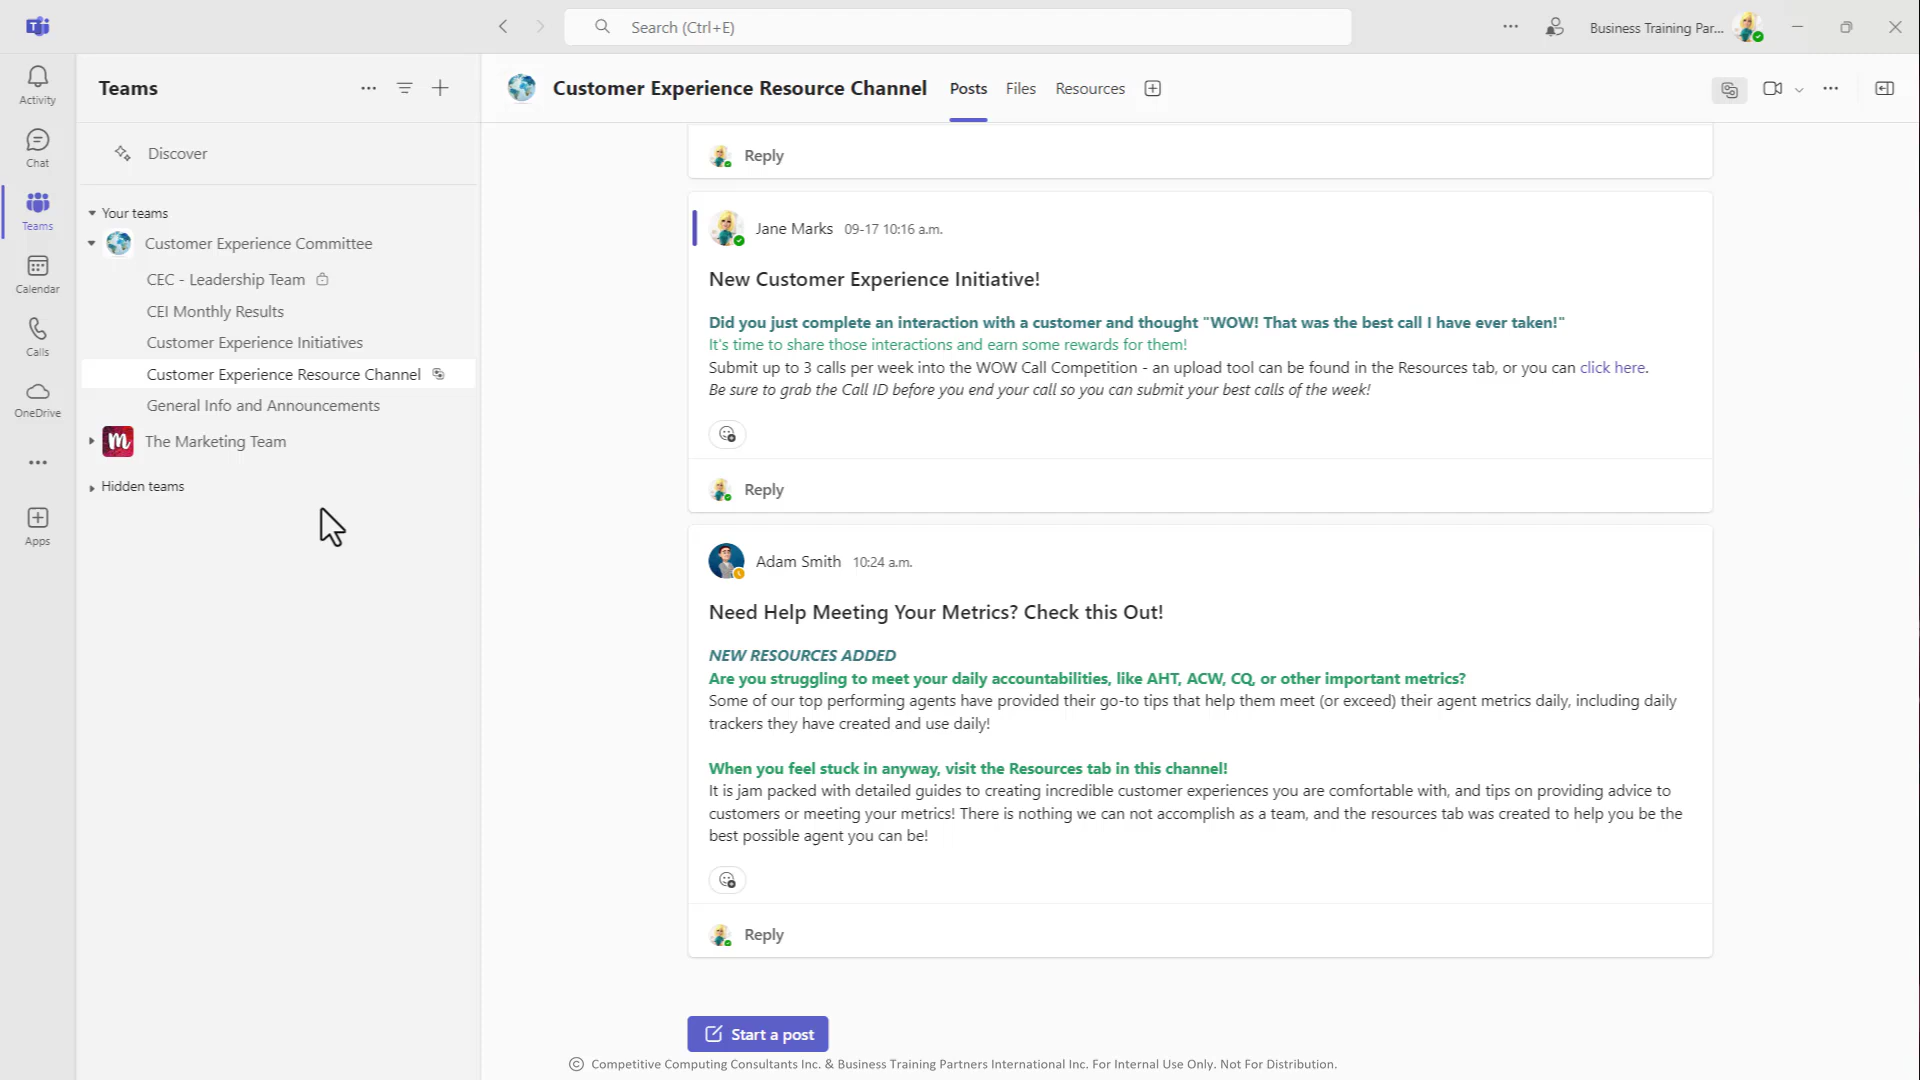 Search (Ctrl+E)
Business Training Par...
Activity
Chat
Teams
Calendar
Calls
OneDrive
Apps
Teams
Discover
Your teams
Customer Experience Committee
CEC - Leadership Team
CEI Monthly Results
Customer Experience Initiatives
Customer Experience Resource Channel
General Info and Announcements
m
The Marketing Team
Hidden teams
Customer Experience Resource Channel Posts Files Resources
Reply
Jane Marks 09-17 10:16 a.m.
New Customer Experience Initiative!
Did you just complete an interaction with a customer and thought "WOW! That was the best call I have ever taken!"
It's time to share those interactions and earn some rewards for them!
Submit up to 3 calls per week into the WOW Call Competition - an upload tool can be found in the Resources tab, or you can click here.
Be sure to grab the Call ID before you end your call so you can submit your best calls of the week!
Reply
Adam Smith 10:24 a.m.
Need Help Meeting Your Metrics? Check this Out!
NEW RESOURCES ADDED
Are you struggling to meet your daily accountabilities, like AHT, ACW, CQ, or other important metrics?
Some of our top performing agents have provided their go-to tips that help them meet (or exceed) their agent metrics daily, including daily
trackers they have created and use daily!
When you feel stuck in anyway, visit the Resources tab in this channel!
It is jam packed with detailed guides to creating incredible customer experiences you are comfortable with, and tips on providing advice to
customers or meeting your metrics! There is nothing we can not accomplish as a team, and the resources tab was created to help you be the
best possible agent you can be!
Reply
Start a post
© Competitive Computing Consultants Inc. & Business Training Partners International Inc. For Internal Use Only. Not For Distribution.